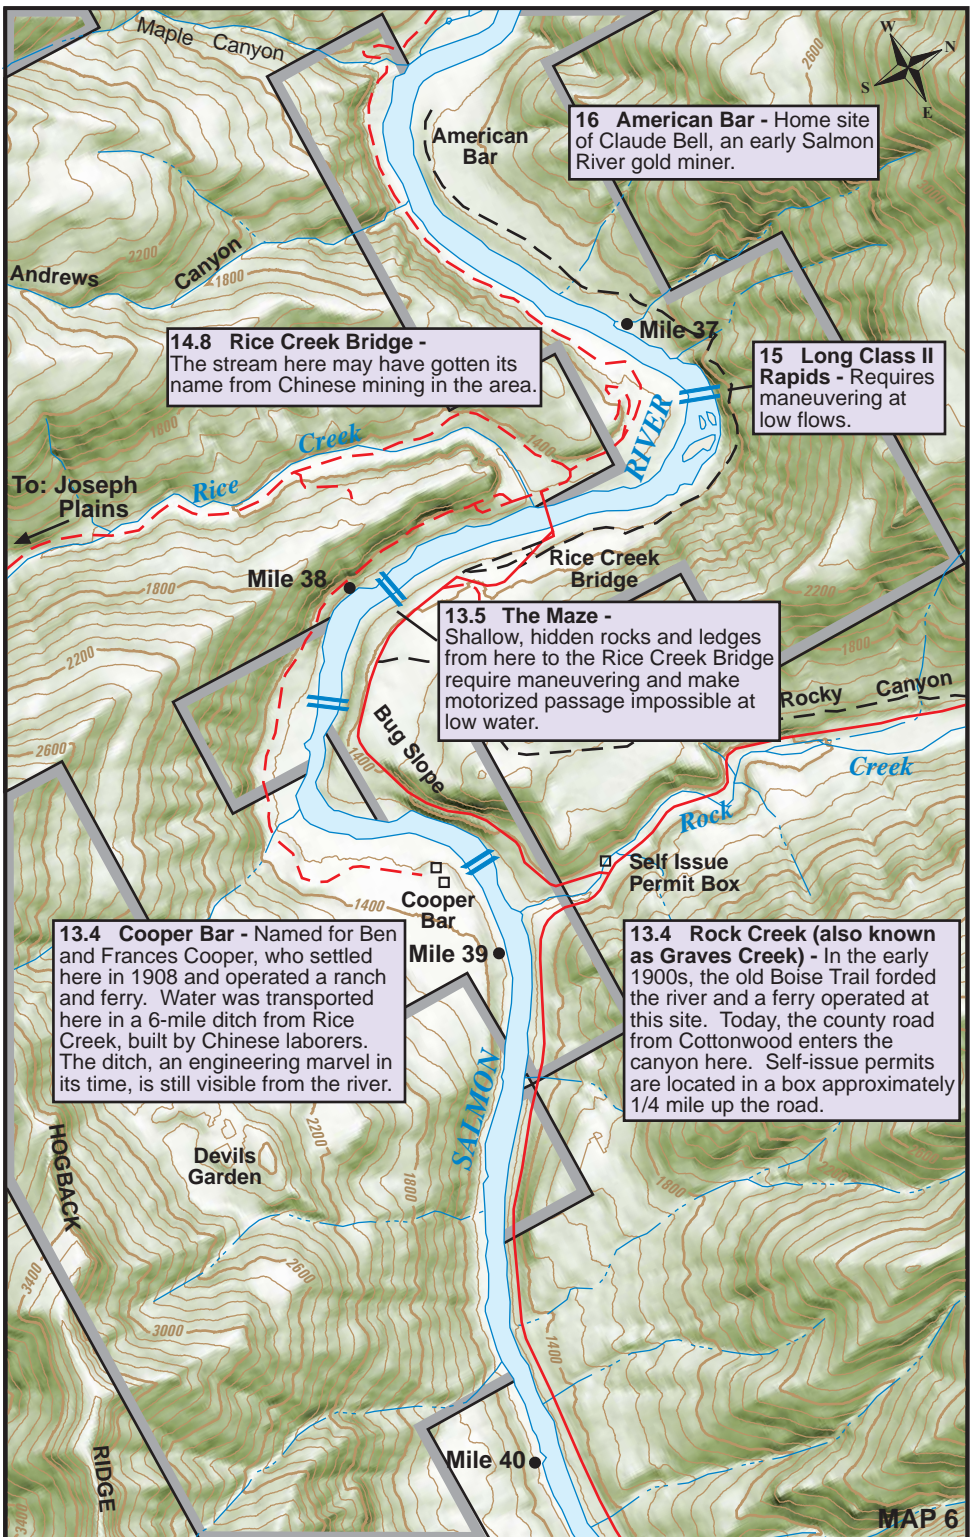 Maple Canyon
2600
W
N
S
E
American
Bar
16 American Bar - Home site
of Claude Bell, an early Salmon
River gold miner.
Andrews
Canyon
2200
1800
Mile 37
14.8 Rice Creek Bridge -
The stream here may have gotten its
name from Chinese mining in the area.
15 Long Class II
Rapids - Requires
maneuvering at
low flows.
RIVER
1800
1400
Rice Creek
To: Joseph
Plains
Mile 38
Rice Creek
Bridge
1800
2200
2200
1800
13.5 The Maze -
Shallow, hidden rocks and ledges
from here to the Rice Creek Bridge
require maneuvering and make
motorized passage impossible at
low water.
Rocky Canyon
Bug Slope
2600
1400
Creek
Rock
Self Issue
Permit Box
1400
Cooper
Bar
Mile 39
13.4 Cooper Bar - Named for Ben
and Frances Cooper, who settled
here in 1908 and operated a ranch
and ferry. Water was transported
here in a 6-mile ditch from Rice
Creek, built by Chinese laborers.
The ditch, an engineering marvel in
its time, is still visible from the river.
13.4 Rock Creek (also known
as Graves Creek) - In the early
1900s, the old Boise Trail forded
the river and a ferry operated at
this site. Today, the county road
from Cottonwood enters the
canyon here. Self-issue permits
are located in a box approximately
1/4 mile up the road.
SALMON
HOGBACK
Devils
Garden
2200
1800
1800
2600
3400
3000
1400
RIDGE
3400
Mile 40
MAP 6